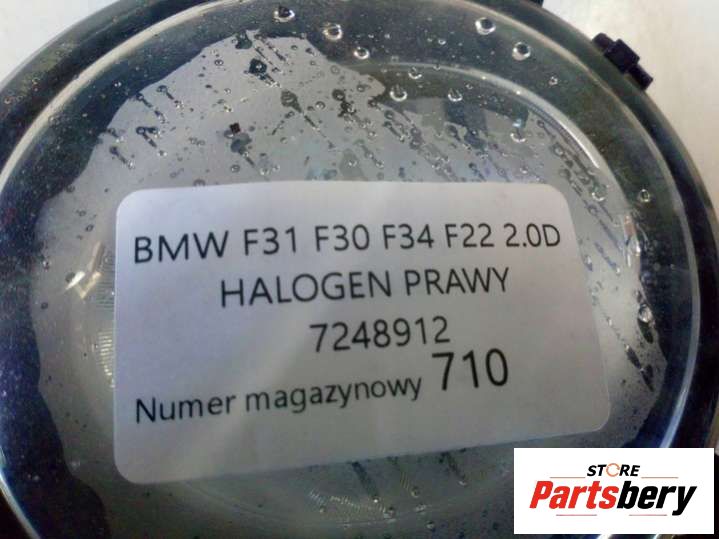 BMW F31 F30 F34 F22 2.0D
HALOGEN PRAWY
7248912
Numer magazynowy 710
STORE
Partsbery